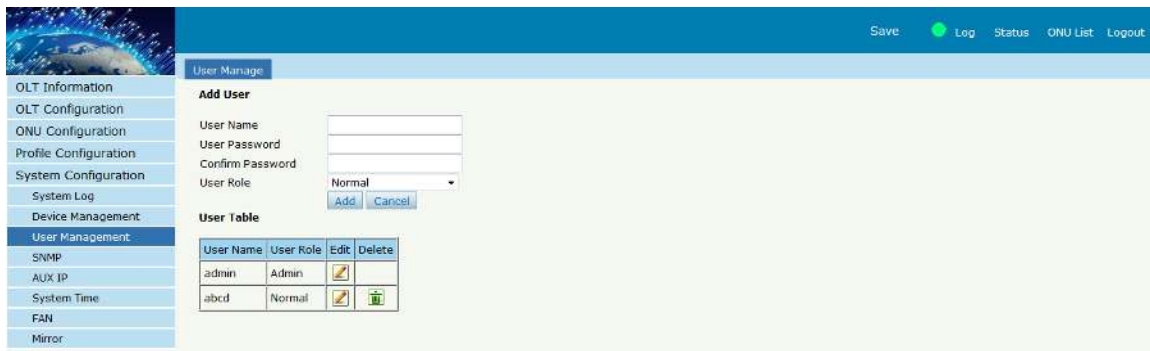 Save Log Status ONU List Logout
User Manage
OLT Information
OLT Configuration
ONU Configuration
Profile Configuration
System Configuration
System Log
Device Management
User Management
SNMP
AUX IP
System Time
FAN
Mirror
Add User
User Name
User Password
Confirm Password
User Role Normal
Add Cancel
User Table
User Name User Role Edit Delete
admin Admin
abcd Normal